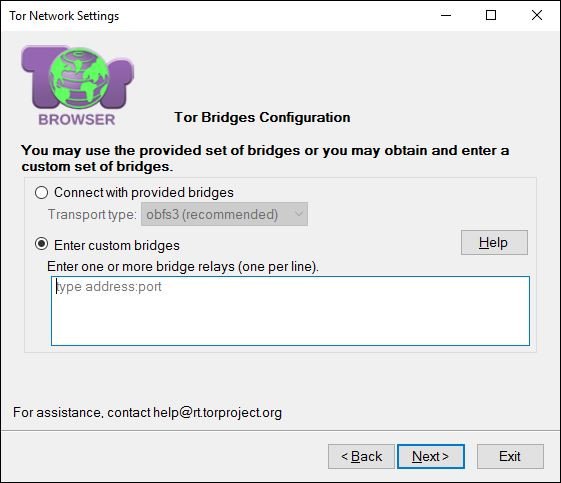 Tor Network Settings
Tor
BROWSER
Tor Bridges Configuration
You may use the provided set of bridges or you may obtain and enter a
custom set of bridges.
Connect with provided bridges
Transport type: obfs3 (recommended)
Enter custom bridges
Help
Enter one or more bridge relays (one per line).
type address:port
For assistance, contact help@rt.torproject.org
< Back Next > Exit